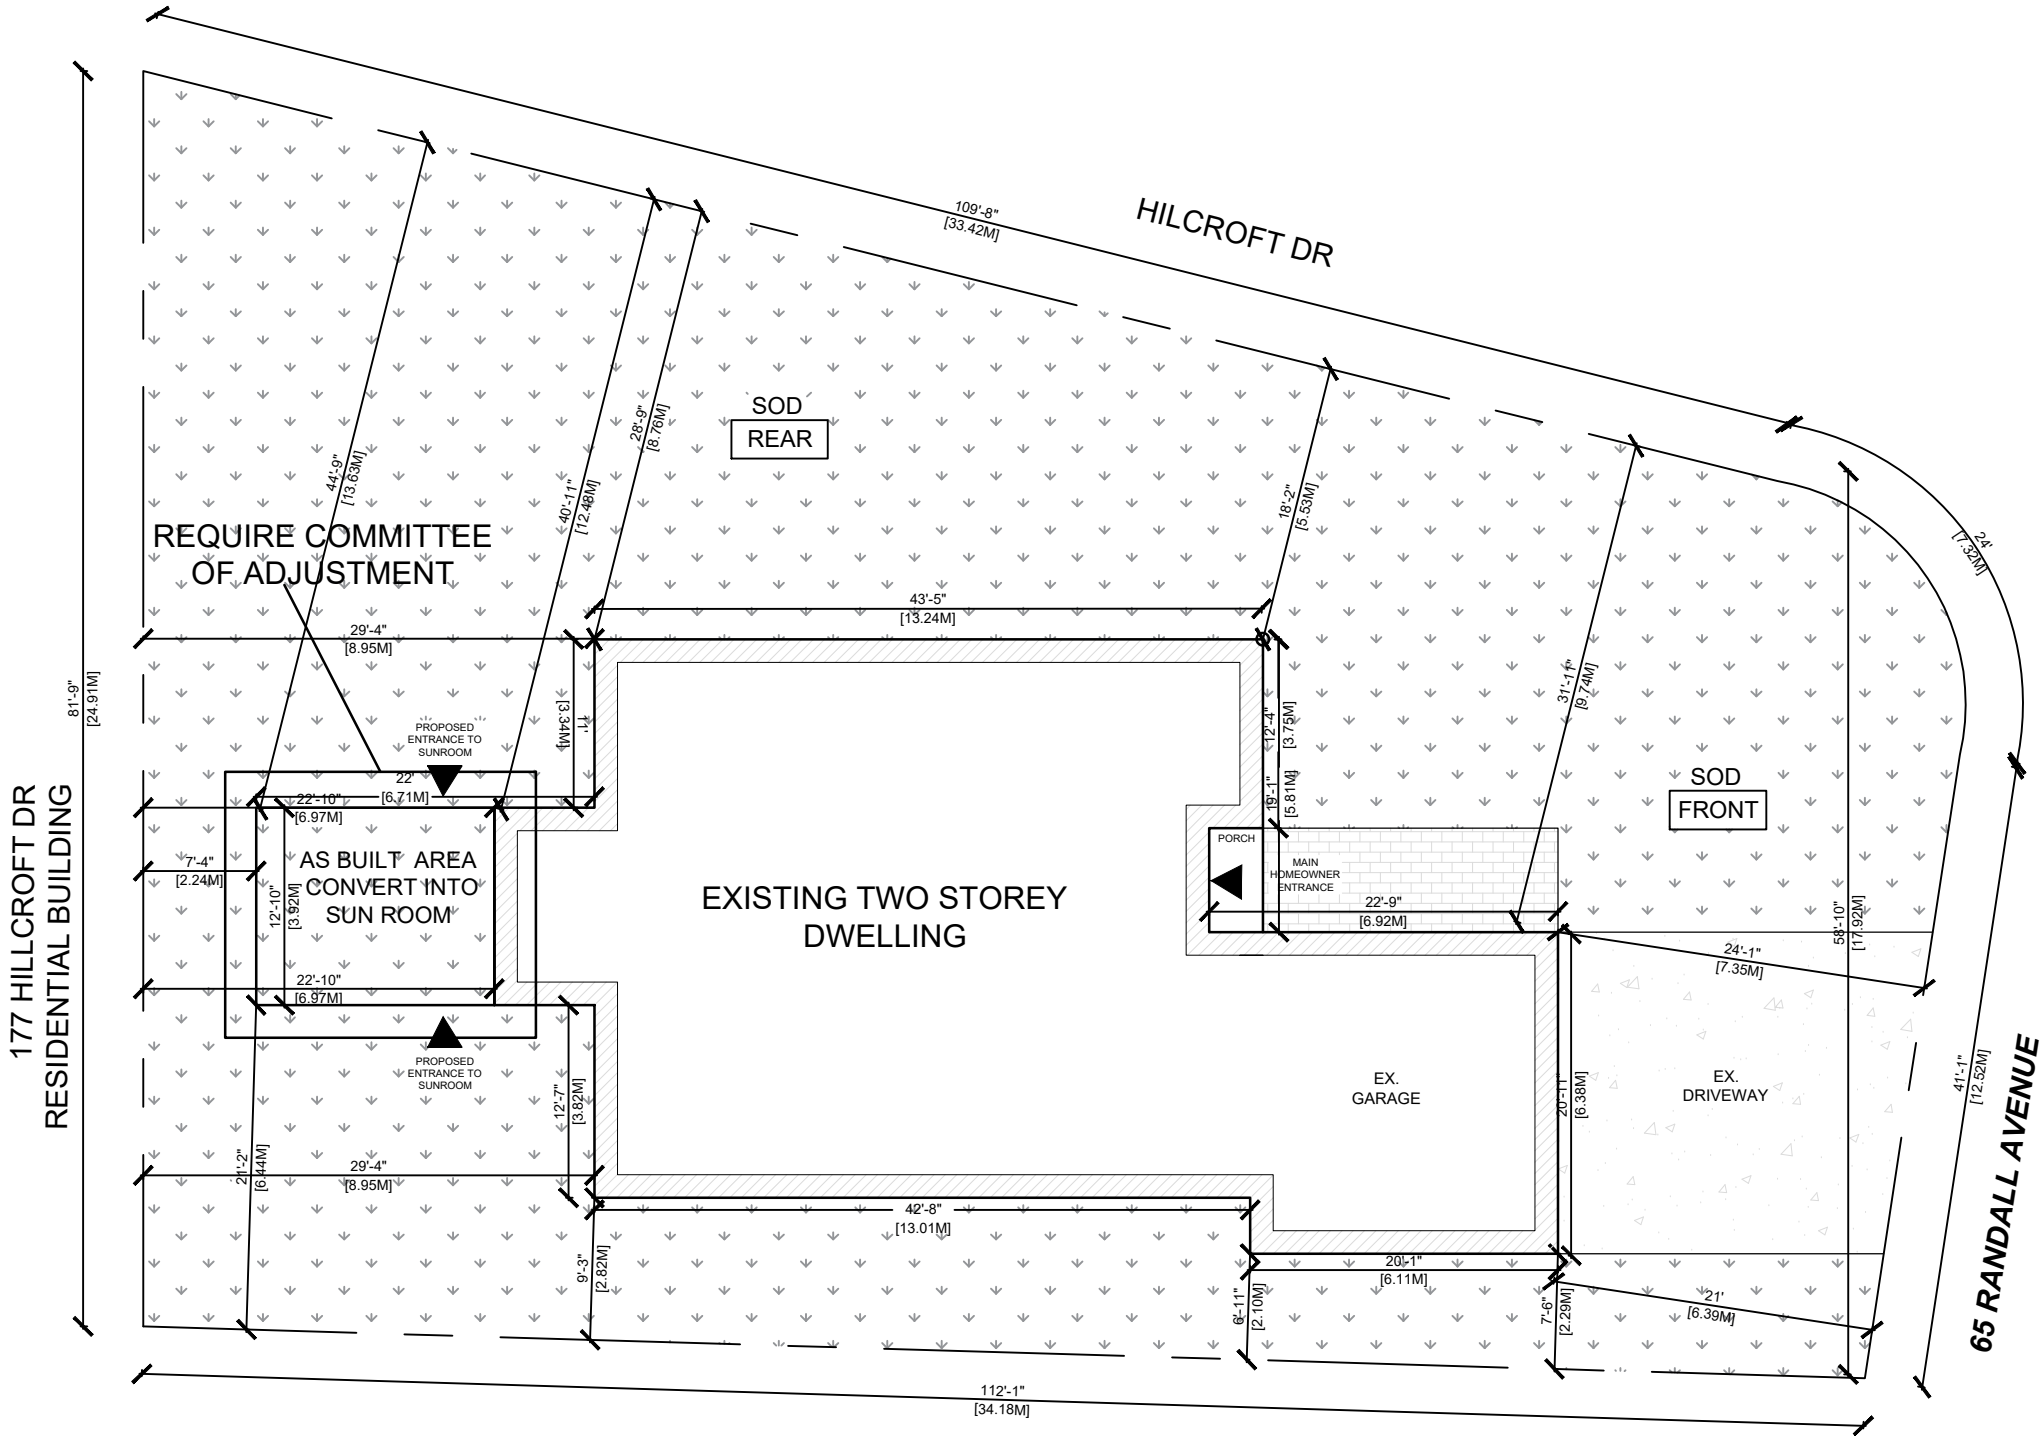 109'-8"
[33.42M]
HILCROFT DR
SOD
REAR
28'-9"
[8.76M]
44'-9"
[13.63M]
40'-11"
[12.48M]
18'-2"
[5.53M]
24'
[7.32M]
REQUIRE COMMITTEE
OF ADJUSTMENT
43'-5"
[13.24M]
29'-4"
[8.95M]
31'-11"
[9.74M]
81'-9"
[24.91M]
11'
[3.34M]
12'-4"
[3.75M]
PROPOSED
ENTRANCE TO
SUNROOM
22'
[6.71M]
22'-10"
[6.97M]
19'-1"
[5.81M]
SOD
FRONT
177 HILLCROFT DR
RESIDENTIAL BUILDING
7'-4"
[2.24M]
AS BUILT AREA
CONVERT INTO
SUN ROOM
12'-10"
[3.92M]
EXISTING TWO STOREY
DWELLING
PORCH
MAIN
HOMEOWNER
ENTRANCE
22'-9"
[6.92M]
58'-10"
[17.92M]
24'-1"
[7.35M]
22'-10"
[6.97M]
PROPOSED
ENTRANCE TO
SUNROOM
12'-7"
[3.82M]
EX.
GARAGE
20'-11"
[6.38M]
EX.
DRIVEWAY
41'-1"
[12.52M]
65 RANDALL AVENUE
21'-2"
[6.44M]
29'-4"
[8.95M]
42'-8"
[13.01M]
9'-3"
[2.82M]
20'-1"
[6.11M]
6'-11"
[2.10M]
7'-6"
[2.29M]
21'
[6.39M]
112'-1"
[34.18M]